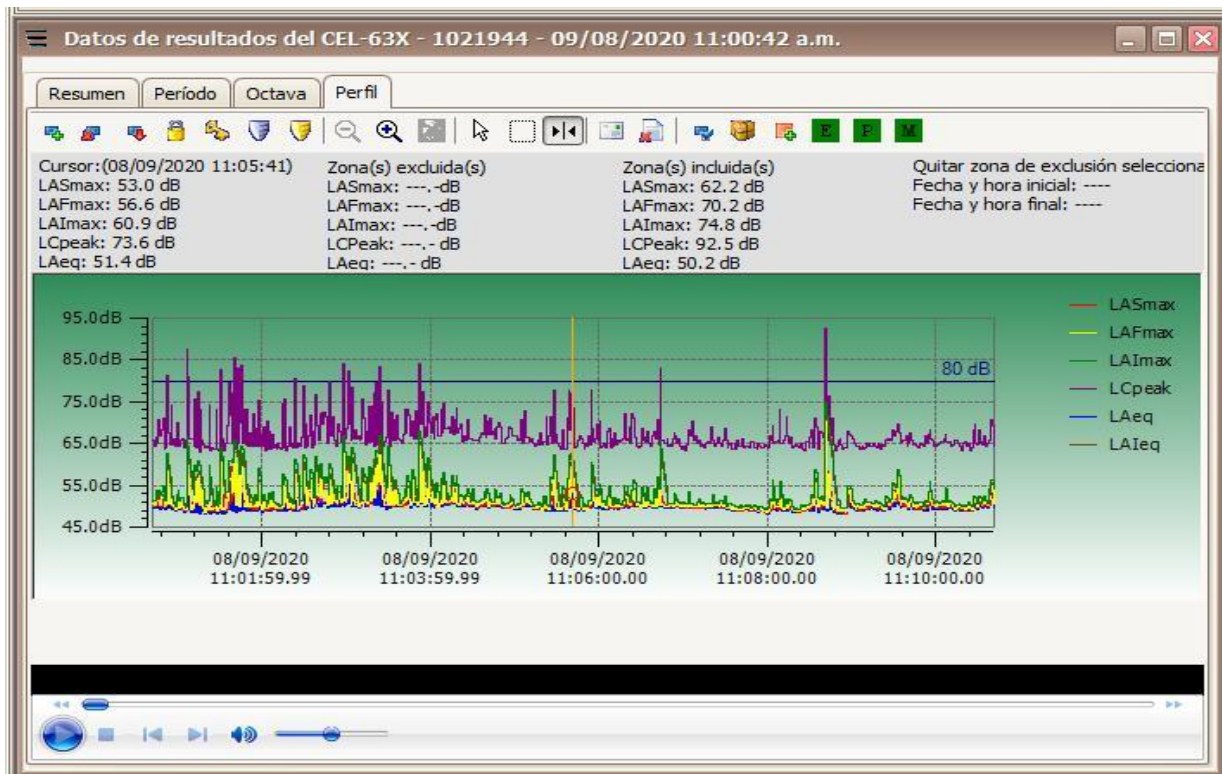 Datos de resultados del CEL-63X - 1021944 - 09/08/2020 11:00:42 a.m.
Resumen Período Octava Perfil
E P M
Cursor:(08/09/2020 11:05:41)
LASmax: 53.0 dB
LAFmax: 56.6 dB
LAImax: 60.9 dB
LCpeak: 73.6 dB
LAeq: 51.4 dB
Zona(s) excluida(s)
LASmax: ---.-dB
LAFmax: ---.-dB
LAImax: ---.-dB
LCPeak: ---.- dB
LAeq: ---.- dB
Zona(s) incluida(s)
LASmax: 62.2 dB
LAFmax: 70.2 dB
LAImax: 74.8 dB
LCPeak: 92.5 dB
LAeq: 50.2 dB
Quitar zona de exclusión selecciona
Fecha y hora inicial: ----
Fecha y hora final: ----
95.0dB
85.0dB
75.0dB
65.0dB
55.0dB
45.0dB
80 dB
LASmax
LAFmax
LAImax
LCpeak
LAeq
LAIeq
08/09/2020 08/09/2020 08/09/2020 08/09/2020 08/09/2020
11:01:59.99 11:03:59.99 11:06:00.00 11:08:00.00 11:10:00.00